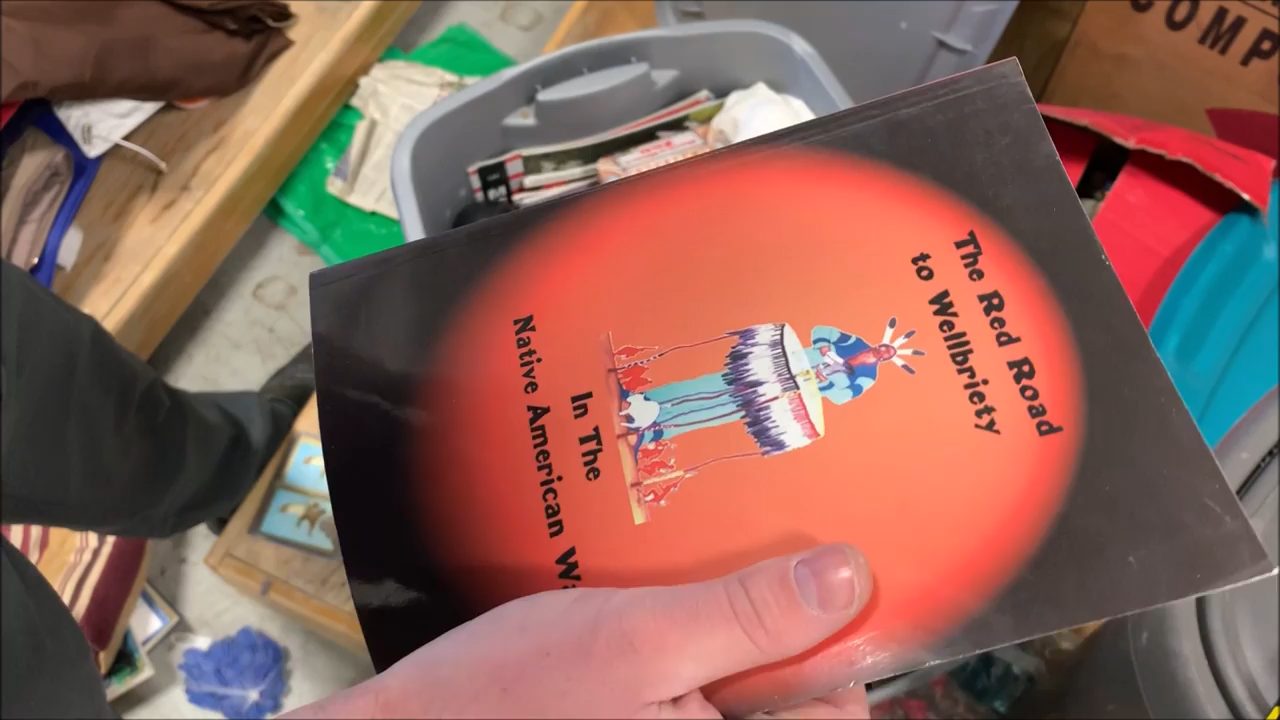 The Red Road
to Wellbriety
In The
Native American
COMP